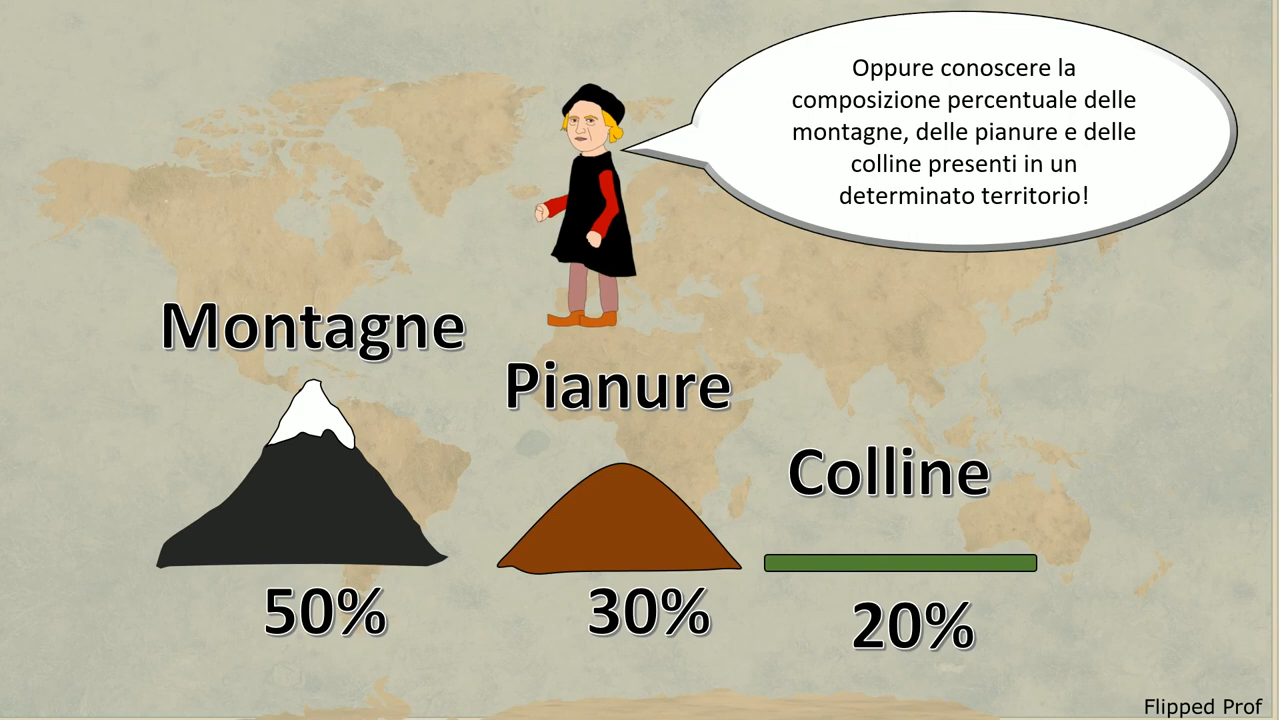 Oppure conoscere la
composizione percentuale delle
montagne, delle pianure e delle
colline presenti in un
determinato territorio!
Montagne
Pianure
Colline
50%
30%
20%
Flipped Prof